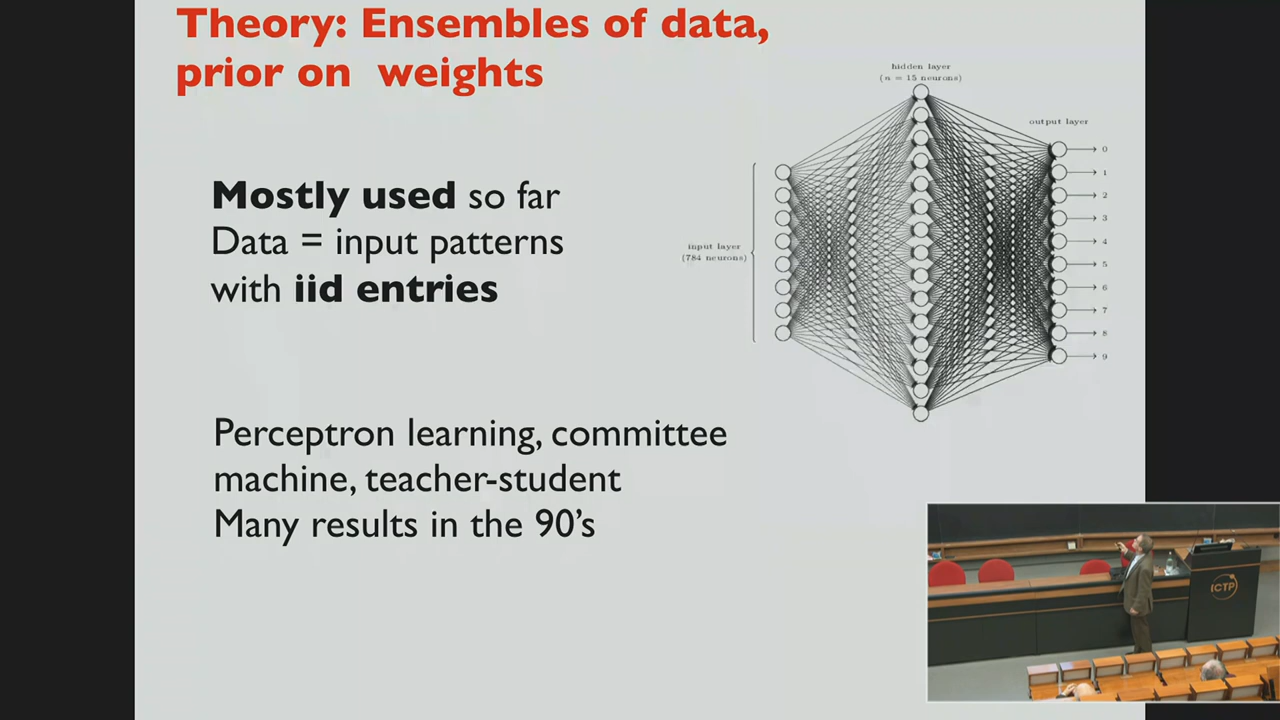 Theory: Ensembles of data,
prior on weights
hidden layer
(n = 15 neurons)
output layer
Mostly used so far
Data = input patterns
with iid entries
input layer
(784 neurons)
0
1
2
3
4
5
6
7
8
9
Perceptron learning, committee
machine, teacher-student
Many results in the 90’s
ICTP